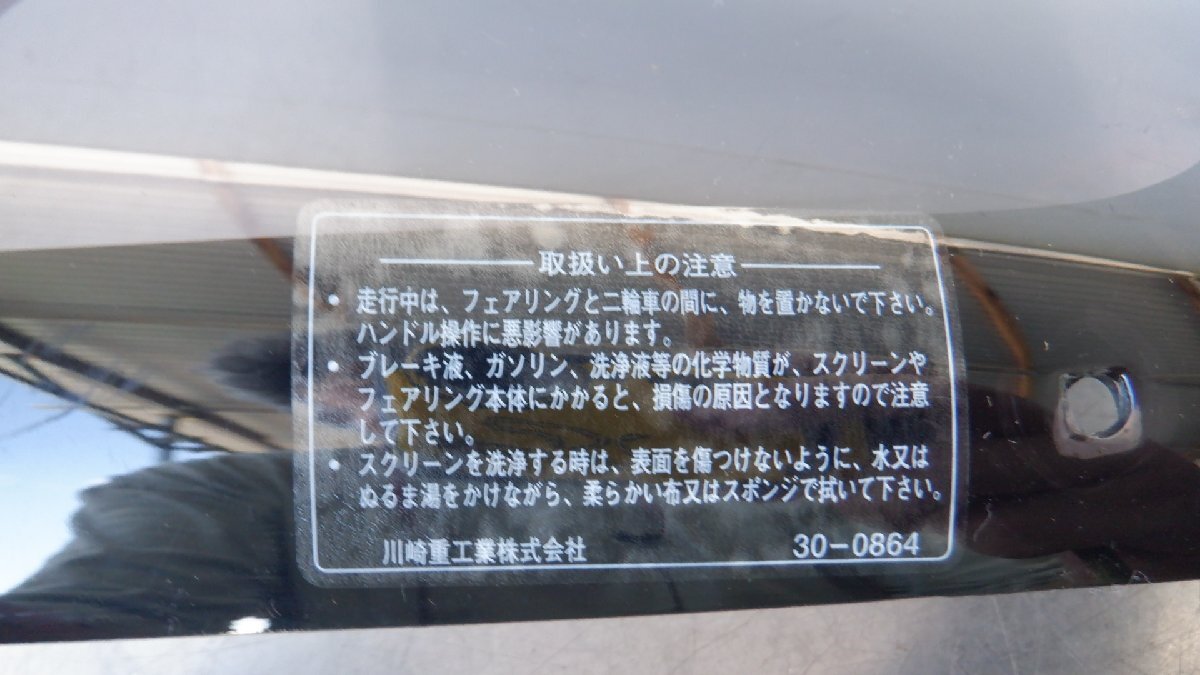 取扱い上の注意
• 走行中は、フェアリングと二輪車の間に、物を置かないで下さい。
ハンドル操作に悪影響があります。
• ブレーキ液、ガソリン、洗浄液等の化学物質が、スクリーンや
フェアリング本体にかかると、損傷の原因となりますので注意
して下さい。
• スクリーンを洗浄する時は、表面を傷つけないように、水又は
ぬるま湯をかけながら、柔らかい布又はスポンジで拭いて下さい。
川崎重工業株式会社 30-0864